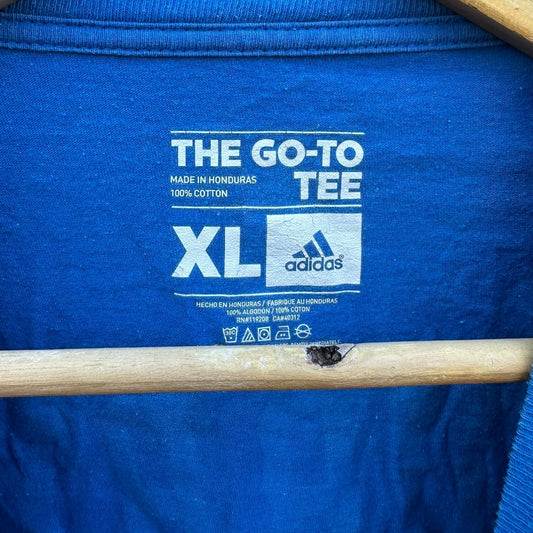 THE GO-TO
MADE IN HONDURAS
100% COTTON
TEE
XL
adidas®
HECHO EN HONDURAS / FABRIQUE AU HONDURAS
100% ALGODON / 100% COTON
RN#119208 CA#40312